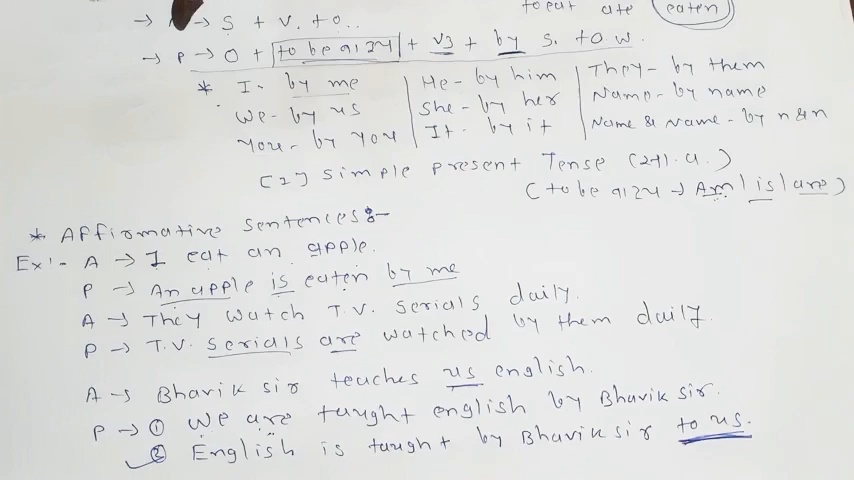 to eat ate eaten
→ → S + V. to..
→ P → O + to be રૂપ + v3 + by S. to w.
* I - by me
We - by us
You - by you
He - by him
She - by her
It - by it
They - by them
Name - by name
Name & Name - by n & n
simple present Tense
(to be → Am | is | are)
* Affirmative sentences:-
Ex:- A → I eat an apple.
P → An apple is eaten by me
A → They watch T.V. serials daily.
P → T.V. serials are watched by them daily.
A → Bhavik sir teaches us english.
P → ① We are taught english by Bhavik sir.
② English is taught by Bhavik sir to us.